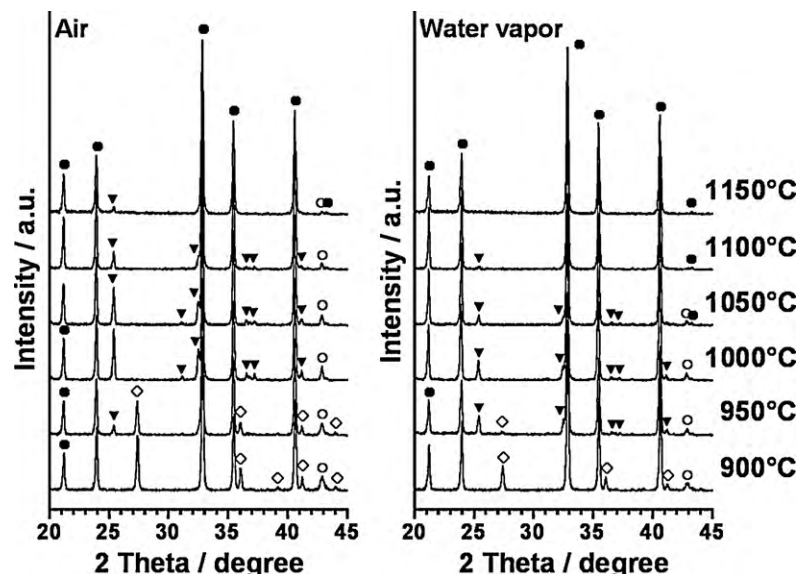 Air
Water vapor
Intensity / a.u.
Intensity / a.u.
1150°C
1100°C
1050°C
1000°C
950°C
900°C
20 25 30 35 40 45
20 25 30 35 40 45
2 Theta / degree
2 Theta / degree